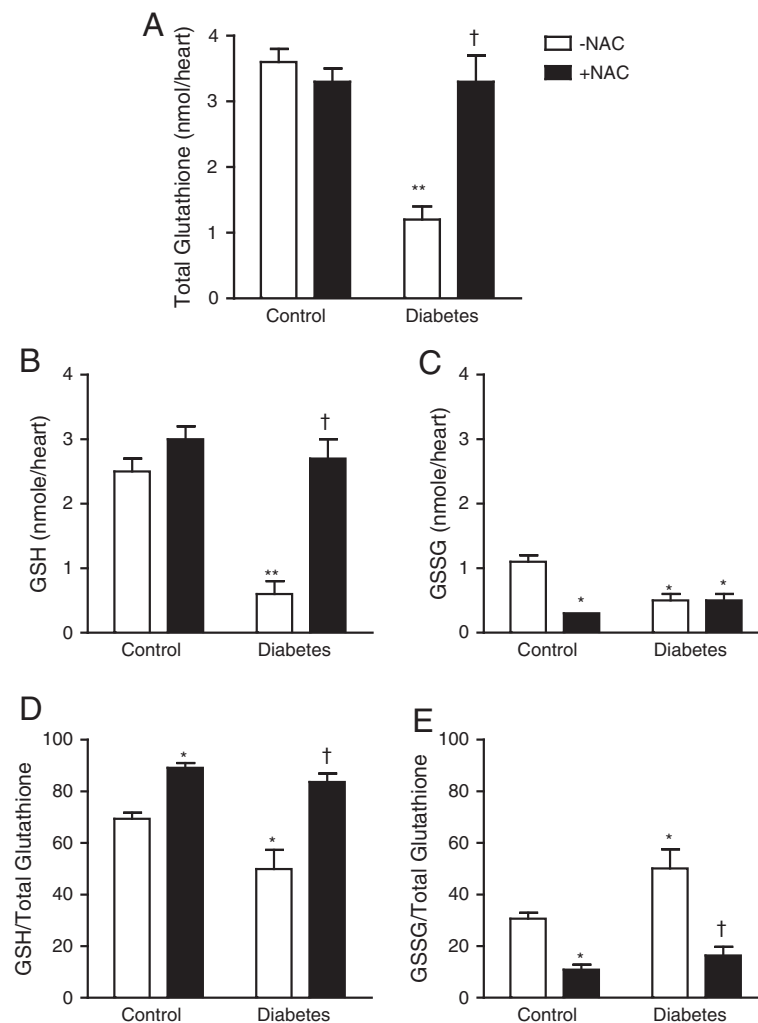 A
Total Glutathione (nmol/heart)
4
3
2
1
0
**
†
Control
Diabetes
-NAC
+NAC
B
GSH (nmole/heart)
4
3
2
1
0
**
†
Control
Diabetes
C
GSSG (nmole/heart)
4
3
2
1
0
*
*
*
Control
Diabetes
D
GSH/Total Glutathione
100
80
60
40
20
0
*
*
†
Control
Diabetes
E
GSSG/Total Glutathione
100
80
60
40
20
0
*
*
†
Control
Diabetes